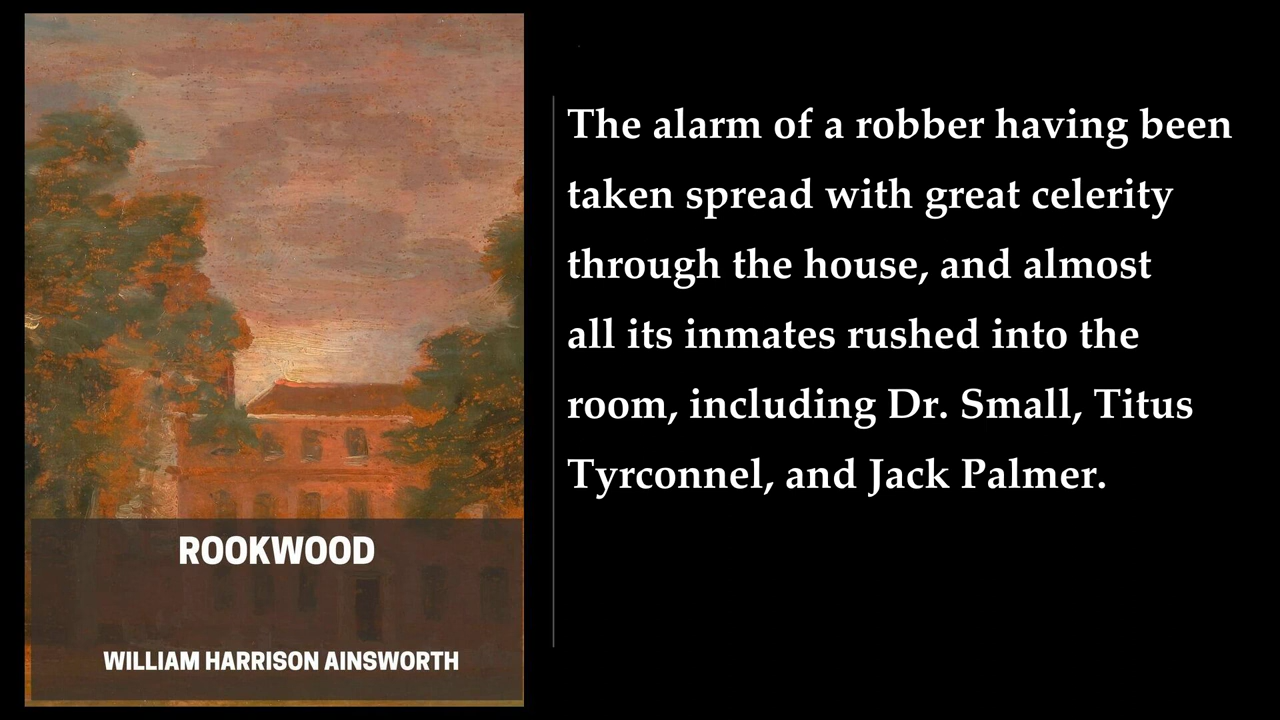 ROOKWOOD
WILLIAM HARRISON AINSWORTH
The alarm of a robber having been
taken spread with great celerity
through the house, and almost
all its inmates rushed into the
room, including Dr. Small, Titus
Tyrconnel, and Jack Palmer.